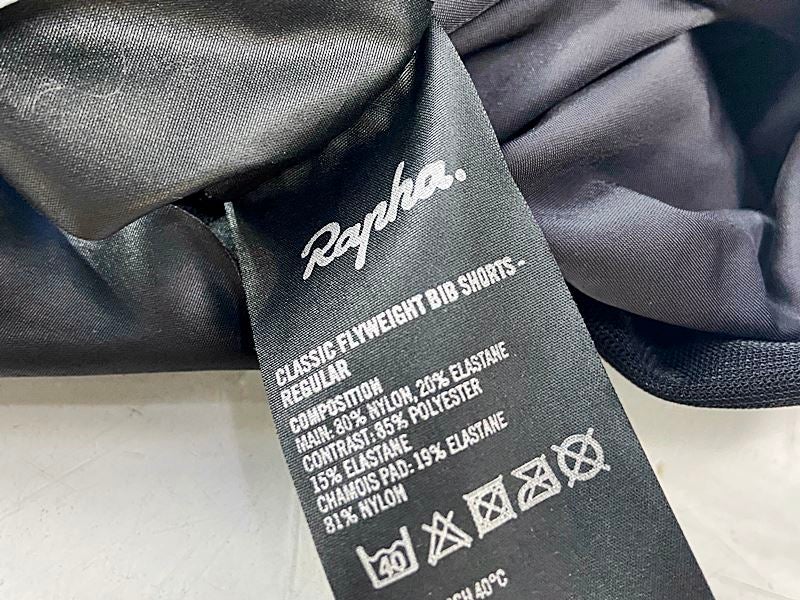 Rapha.
CLASSIC FLYWEIGHT BIB SHORTS -
REGULAR
COMPOSITION
MAIN: 80% NYLON, 20% ELASTANE
CONTRAST: 85% POLYESTER
15% ELASTANE
CHAMOIS PAD: 19% ELASTANE
81% NYLON
40
40°C